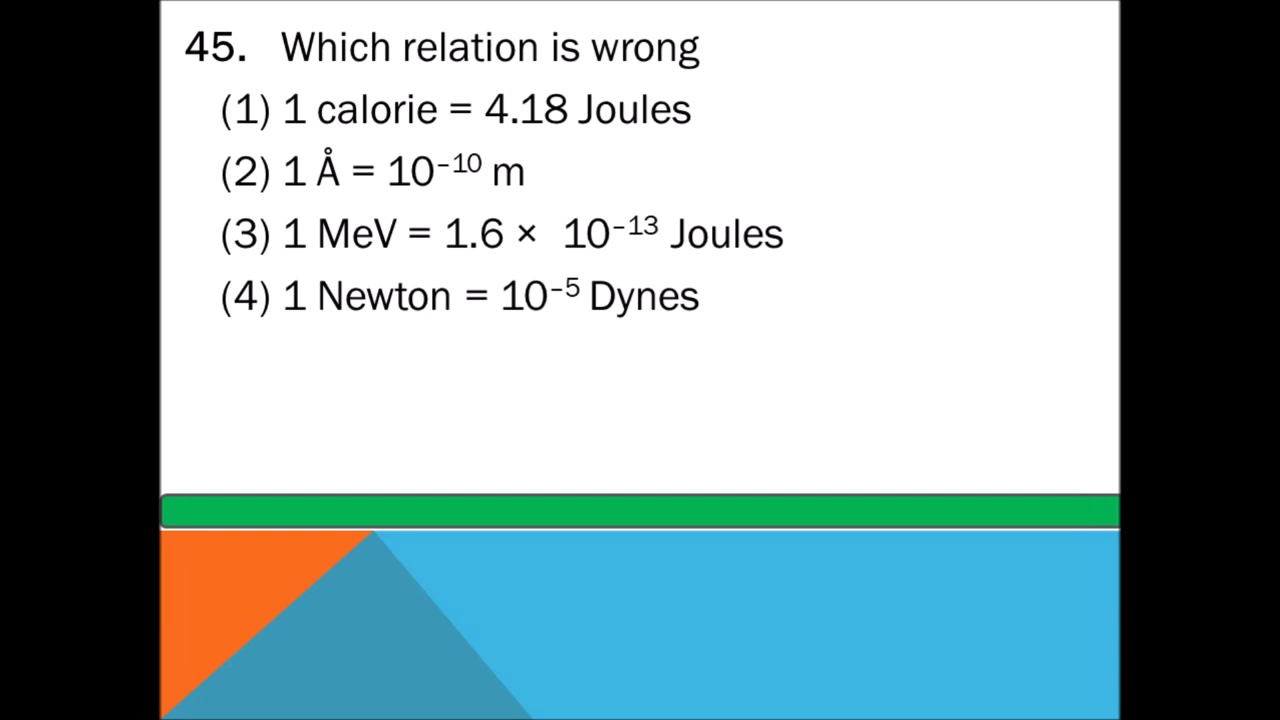 45. Which relation is wrong
(1) 1 calorie = 4.18 Joules
(2) 1 Å = 10⁻¹⁰ m
(3) 1 MeV = 1.6 × 10⁻¹³ Joules
(4) 1 Newton = 10⁻⁵ Dynes